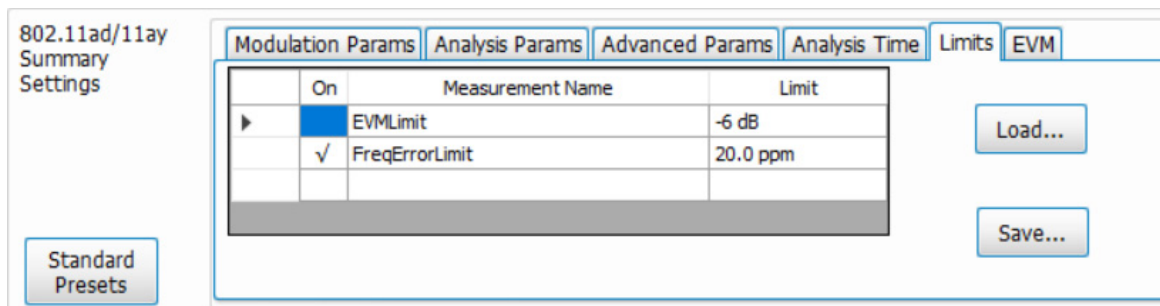 802.11ad/11ay
Summary
Settings
Modulation Params Analysis Params Advanced Params Analysis Time Limits EVM
On Measurement Name Limit
EVMLimit -6 dB
√ FreqErrorLimit 20.0 ppm
Load...
Save...
Standard
Presets